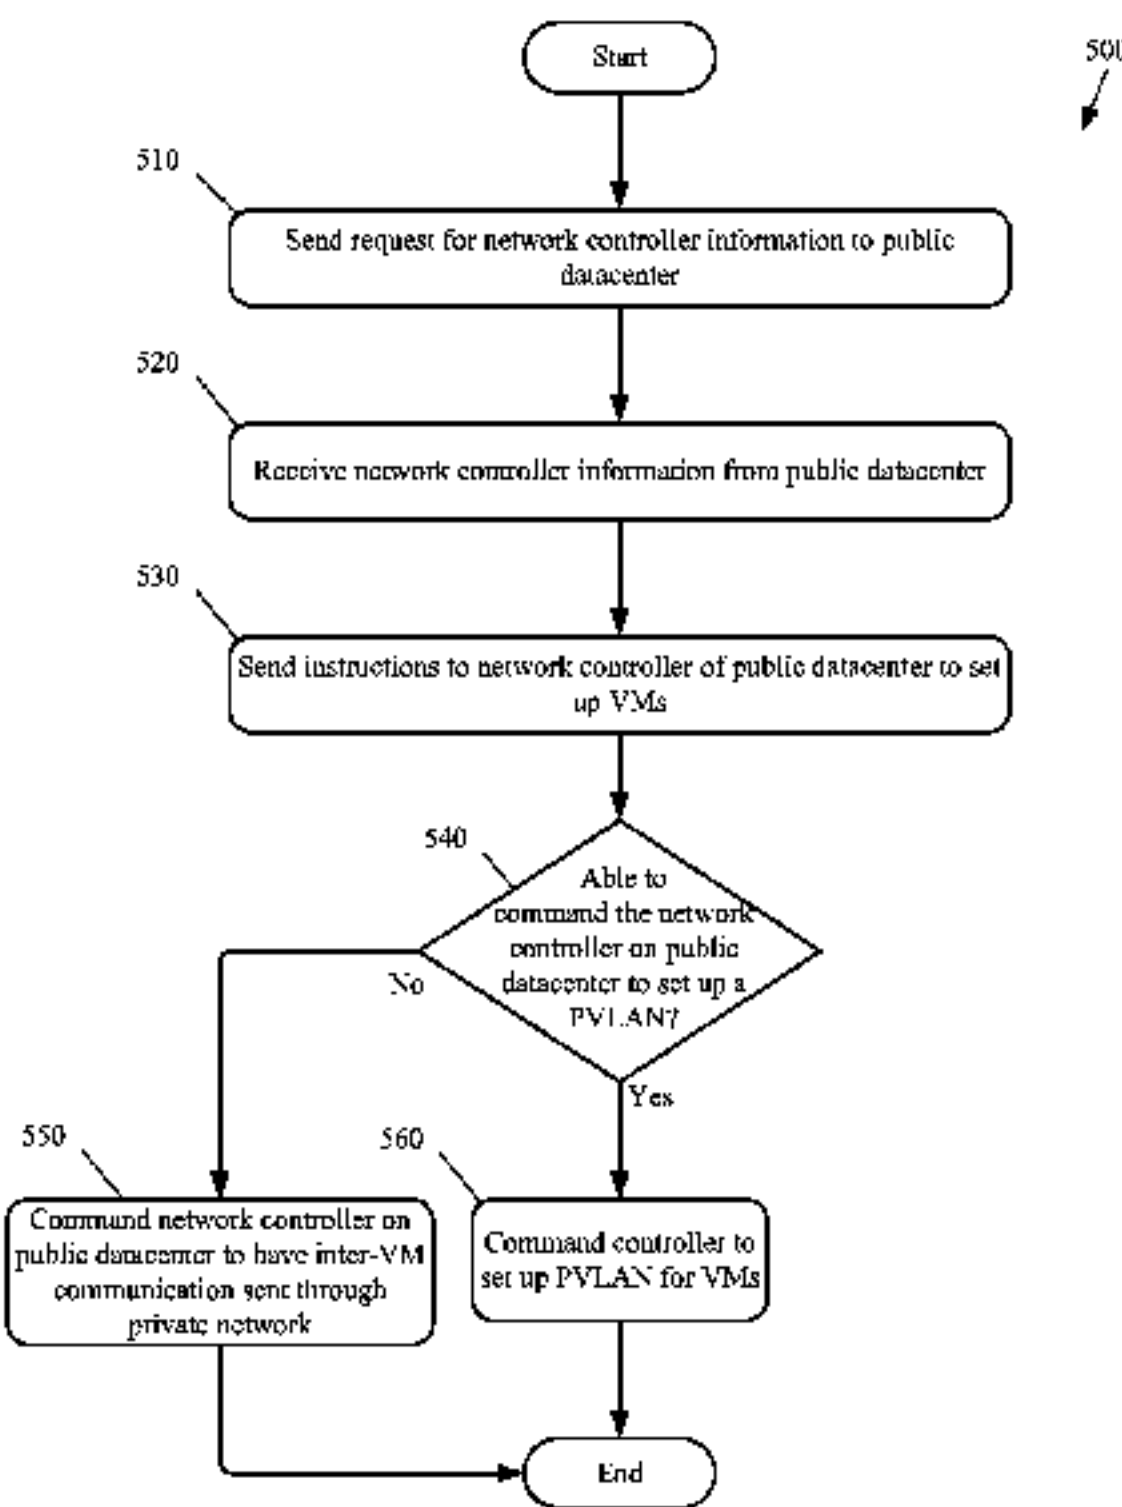 Start
500
510
Send request for network controller information to public
datacenter
520
Receive network controller information from public datacenter
530
Send instructions to network controller of public datacenter to set
up VMs
540
Able to
command the network
controller on public
datacenter to set up a
PVLAN?
No
Yes
550
560
Command network controller on
public datacenter to have inter-VM
communication sent through
private network
Command controller to
set up PVLAN for VMs
End